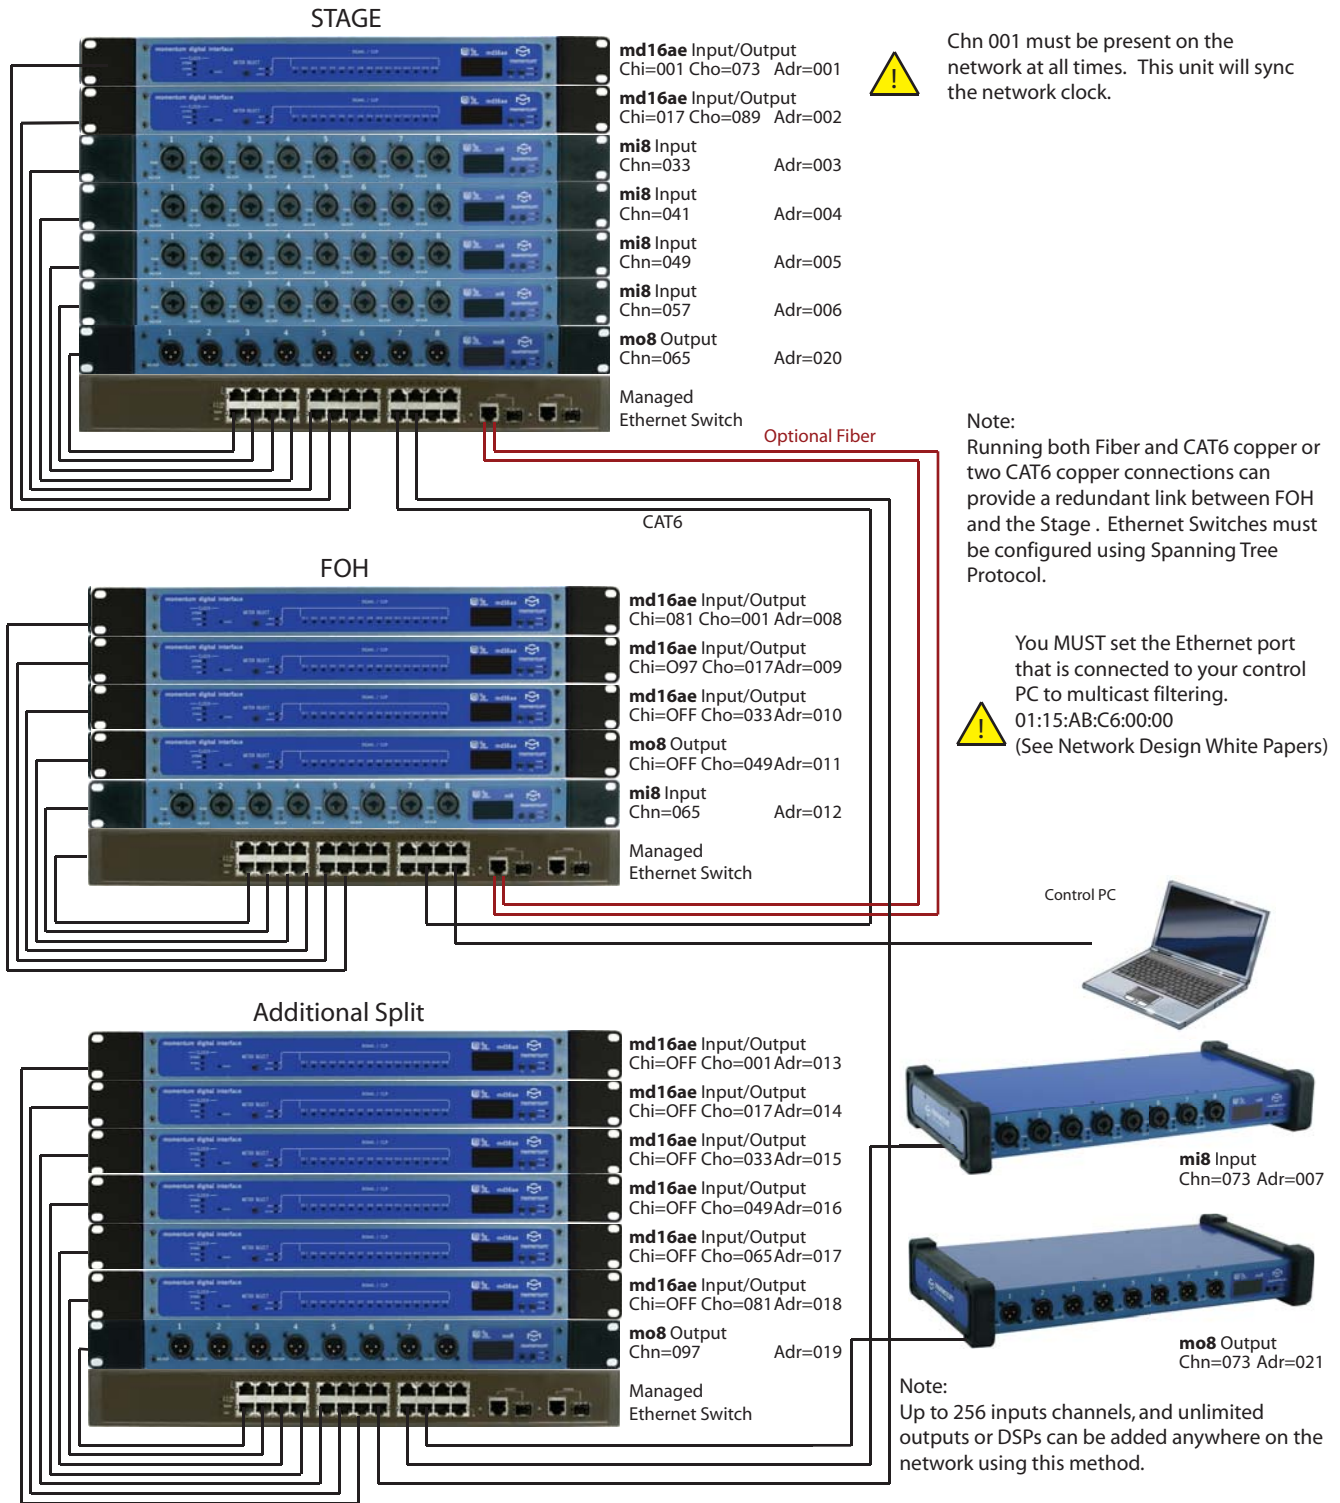 STAGE
md16ae Input/Output
Chi=001 Cho=073 Adr=001
md16ae Input/Output
Chi=017 Cho=089 Adr=002
mi8 Input
Chn=033 Adr=003
mi8 Input
Chn=041 Adr=004
mi8 Input
Chn=049 Adr=005
mi8 Input
Chn=057 Adr=006
mo8 Output
Chn=065 Adr=020
Managed
Ethernet Switch
Chn 001 must be present on the
network at all times. This unit will sync
the network clock.
Optional Fiber
CAT6
Note:
Running both Fiber and CAT6 copper or
two CAT6 copper connections can
provide a redundant link between FOH
and the Stage . Ethernet Switches must
be configured using Spanning Tree
Protocol.
FOH
md16ae Input/Output
Chi=081 Cho=001 Adr=008
md16ae Input/Output
Chi=O97 Cho=017Adr=009
md16ae Input/Output
Chi=OFF Cho=033Adr=010
mo8 Output
Chi=OFF Cho=049Adr=011
mi8 Input
Chn=065 Adr=012
Managed
Ethernet Switch
You MUST set the Ethernet port
that is connected to your control
PC to multicast filtering.
01:15:AB:C6:00:00
(See Network Design White Papers)
Control PC
Additional Split
md16ae Input/Output
Chi=OFF Cho=001Adr=013
md16ae Input/Output
Chi=OFF Cho=017Adr=014
md16ae Input/Output
Chi=OFF Cho=033Adr=015
md16ae Input/Output
Chi=OFF Cho=049Adr=016
md16ae Input/Output
Chi=OFF Cho=065Adr=017
md16ae Input/Output
Chi=OFF Cho=081Adr=018
mo8 Output
Chn=097 Adr=019
Managed
Ethernet Switch
mi8 Input
Chn=073 Adr=007
mo8 Output
Chn=073 Adr=021
Note:
Up to 256 inputs channels, and unlimited
outputs or DSPs can be added anywhere on the
network using this method.